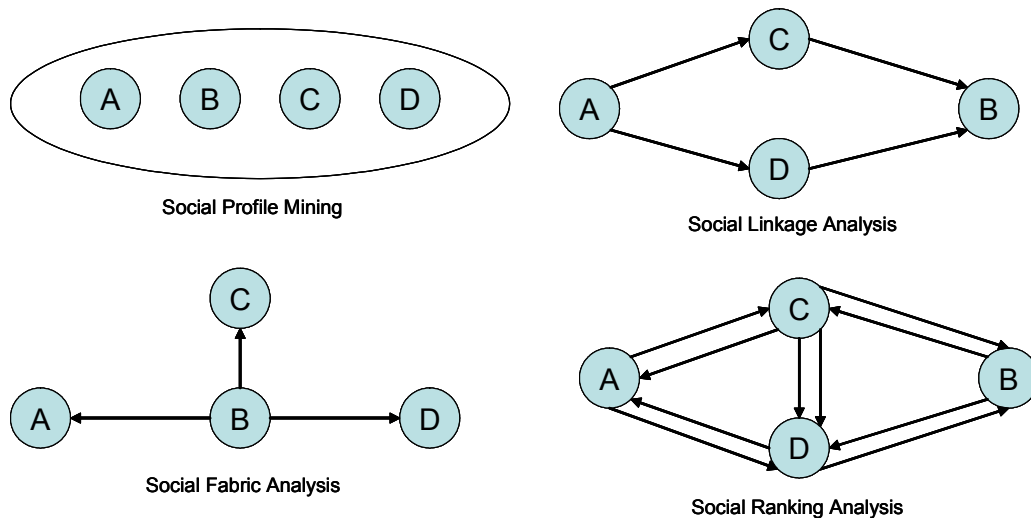 A B C D
Social Profile Mining
C
A
B
D
Social Linkage Analysis
C
A B D
Social Fabric Analysis
C
A
B
D
Social Ranking Analysis